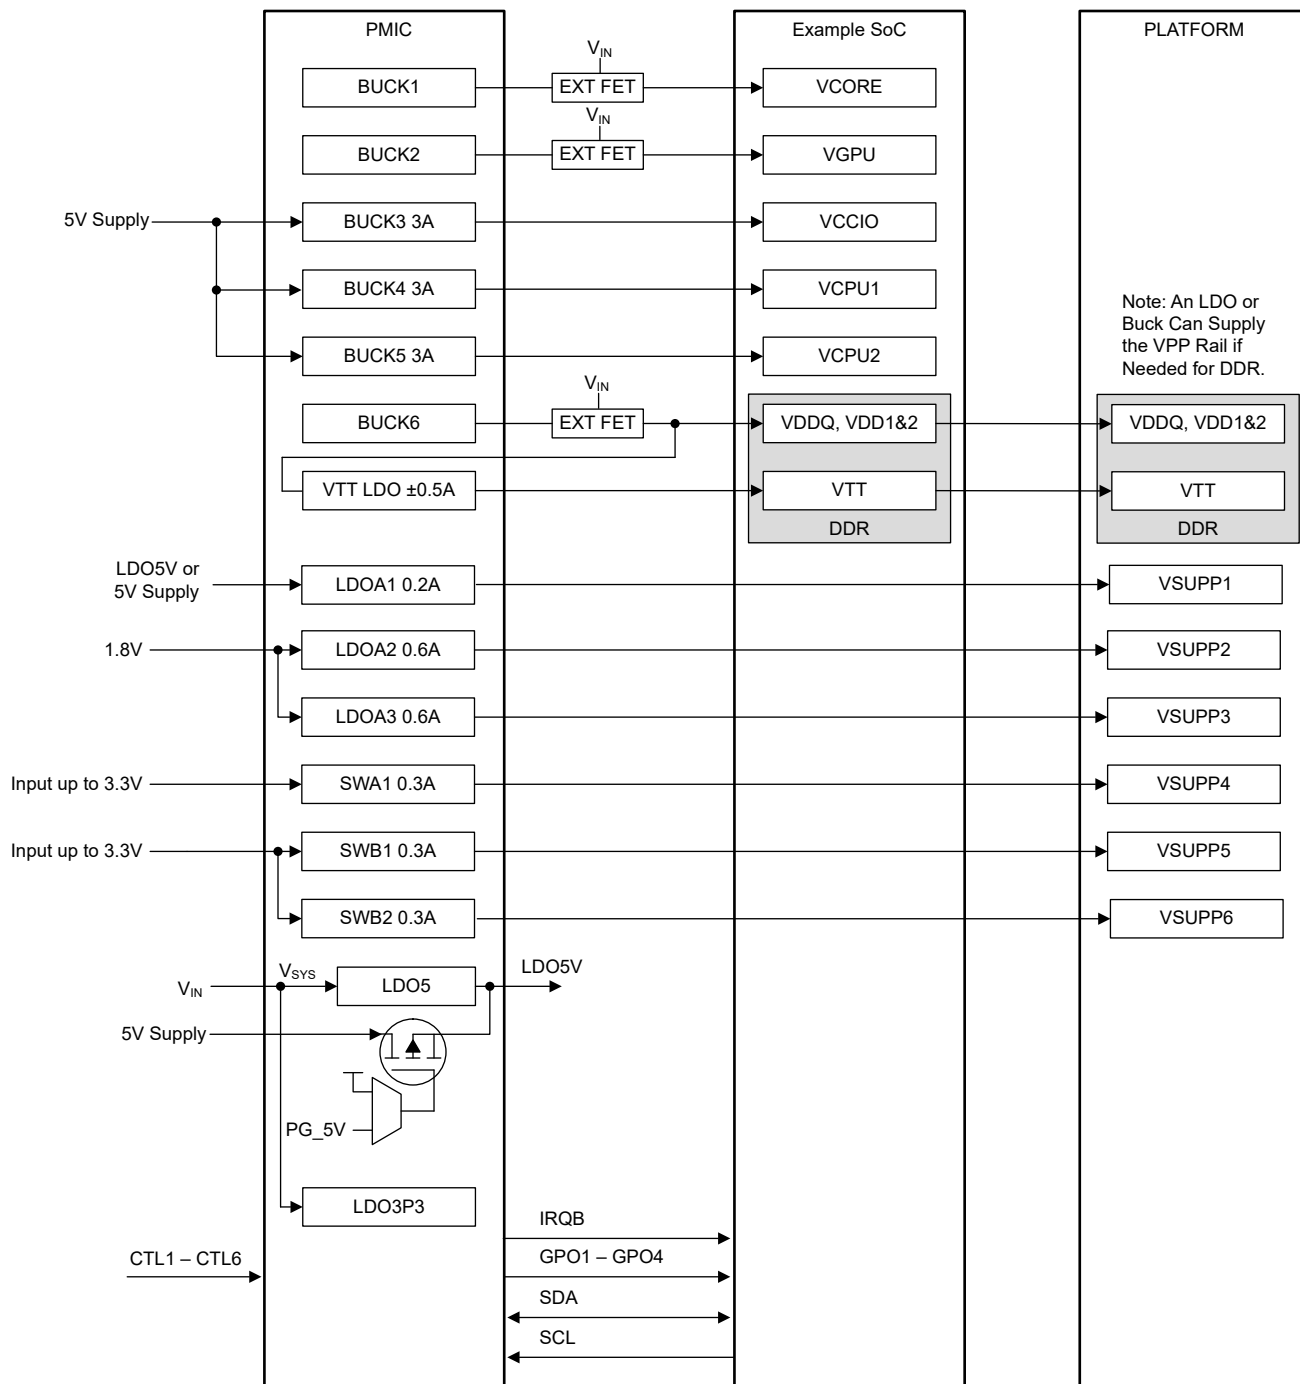 PMIC
Example SoC
PLATFORM
V_IN
BUCK1
EXT FET
VCORE
V_IN
BUCK2
EXT FET
VGPU
5V Supply
BUCK3 3A
VCCIO
BUCK4 3A
VCPU1
Note: An LDO or
Buck Can Supply
the VPP Rail if
Needed for DDR.
BUCK5 3A
VCPU2
V_IN
BUCK6
EXT FET
VDDQ, VDD1&2
VDDQ, VDD1&2
VTT LDO ±0.5A
VTT
VTT
DDR
DDR
LDO5V or
5V Supply
LDOA1 0.2A
VSUPP1
1.8V
LDOA2 0.6A
VSUPP2
LDOA3 0.6A
VSUPP3
Input up to 3.3V
SWA1 0.3A
VSUPP4
Input up to 3.3V
SWB1 0.3A
VSUPP5
SWB2 0.3A
VSUPP6
V_IN
V_SYS
LDO5
LDO5V
5V Supply
PG_5V
LDO3P3
IRQB
CTL1 – CTL6
GPO1 – GPO4
SDA
SCL